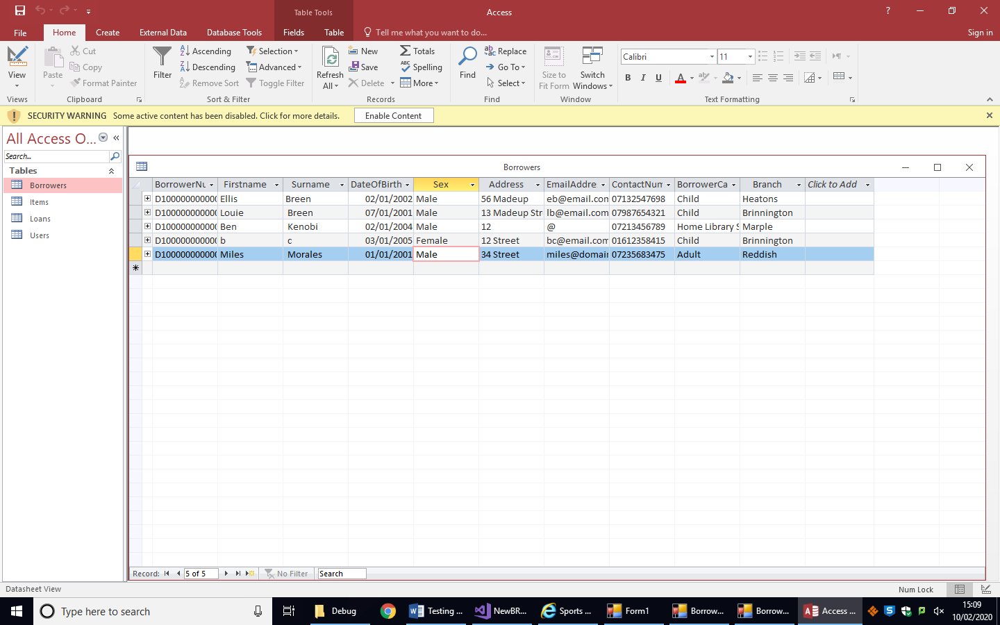 Table Tools
Access
?
File Home Create External Data Database Tools Fields Table Tell me what you want to do... Sign in
View
Paste
Cut
Copy
Format Painter
Filter
Ascending
Descending
Remove Sort
Selection
Advanced
Toggle Filter
Refresh All
New
Save
Delete
Totals
Spelling
More
Find
Replace
Go To
Select
Size to Fit Form
Switch Windows
Calibri 11
B I U A
Views Clipboard Sort & Filter Records Find Window Text Formatting
SECURITY WARNING Some active content has been disabled. Click for more details. Enable Content
All Access O...
Search...
Tables
Borrowers
Items
Loans
Users
Borrowers
BorrowerNu Firstname Surname DateOfBirth Sex Address EmailAddre ContactNum BorrowerCa Branch Click to Add
D10000000000 Ellis Breen 02/01/2002 Male 56 Madeup eb@email.com 07132547698 Child Heatons
D10000000000 Louie Breen 07/01/2001 Male 13 Madeup Str lb@email.com 07987654321 Child Brinnington
D10000000000 Ben Kenobi 02/01/2004 Male 12 @ 07213456789 Home Library S Marple
D10000000000 b c 03/01/2005 Female 12 Street bc@email.com 01612358415 Child Brinnington
D10000000000 Miles Morales 01/01/2001 Male 34 Street miles@domain 07235683475 Adult Reddish
Record: 5 of 5 No Filter Search
Datasheet View Num Lock
Type here to search Debug Testing ... NewBR... Sports ... Form1 Borrow... Borrow... Access ... 15:09
10/02/2020